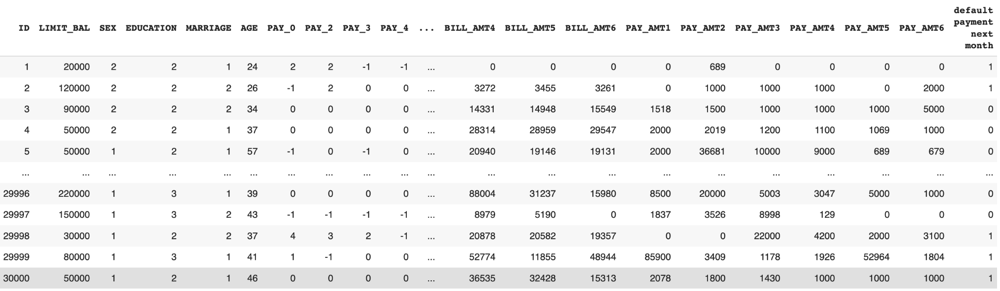 default
payment
next
month
ID LIMIT_BAL SEX EDUCATION MARRIAGE AGE PAY_0 PAY_2 PAY_3 PAY_4 ... BILL_AMT4 BILL_AMT5 BILL_AMT6 PAY_AMT1 PAY_AMT2 PAY_AMT3 PAY_AMT4 PAY_AMT5 PAY_AMT6
1 20000 2 2 1 24 2 2 -1 -1 ... 0 0 0 0 689 0 0 0 0 1
2 120000 2 2 2 26 -1 2 0 0 ... 3272 3455 3261 0 1000 1000 1000 0 2000 1
3 90000 2 2 2 34 0 0 0 0 ... 14331 14948 15549 1518 1500 1000 1000 1000 5000 0
4 50000 2 2 1 37 0 0 0 0 ... 28314 28959 29547 2000 2019 1200 1100 1069 1000 0
5 50000 1 2 1 57 -1 0 -1 0 ... 20940 19146 19131 2000 36681 10000 9000 689 679 0
... ... ... ... ... ... ... ... ... ... ... ... ... ... ... ... ... ... ... ... ...
29996 220000 1 3 1 39 0 0 0 0 ... 88004 31237 15980 8500 20000 5003 3047 5000 1000 0
29997 150000 1 3 2 43 -1 -1 -1 -1 ... 8979 5190 0 1837 3526 8998 129 0 0 0
29998 30000 1 2 2 37 4 3 2 -1 ... 20878 20582 19357 0 0 22000 4200 2000 3100 1
29999 80000 1 3 1 41 1 -1 0 0 ... 52774 11855 48944 85900 3409 1178 1926 52964 1804 1
30000 50000 1 2 1 46 0 0 0 0 ... 36535 32428 15313 2078 1800 1430 1000 1000 1000 1